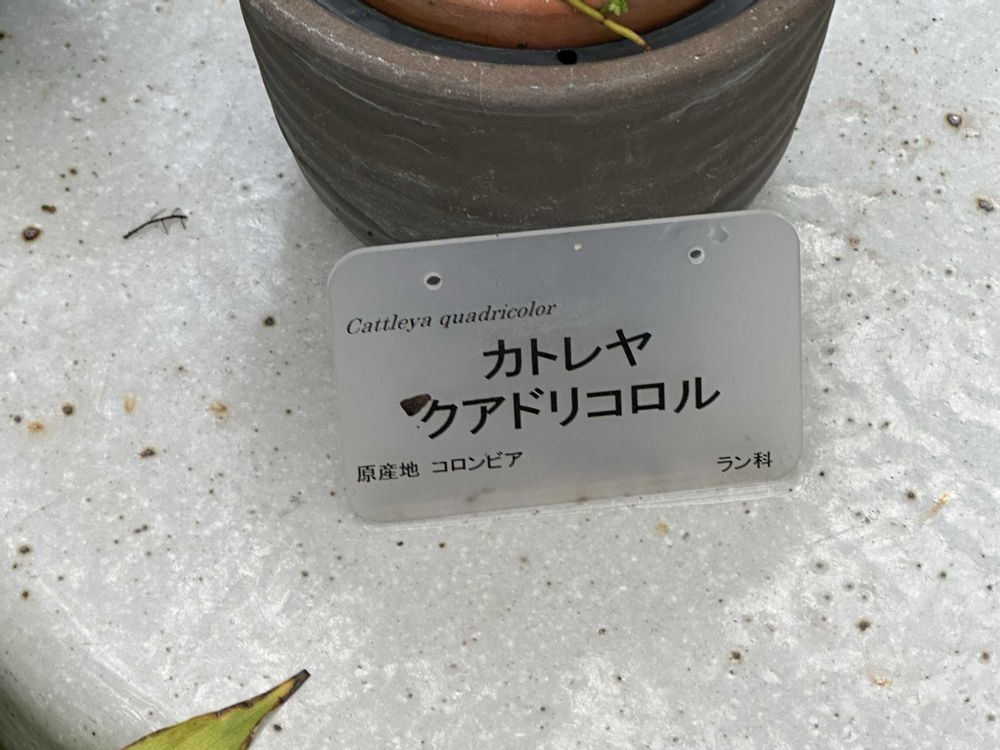 Cattleya quadricolor
カトレヤ
クアドリコロル
原産地 コロンビア
ラン科